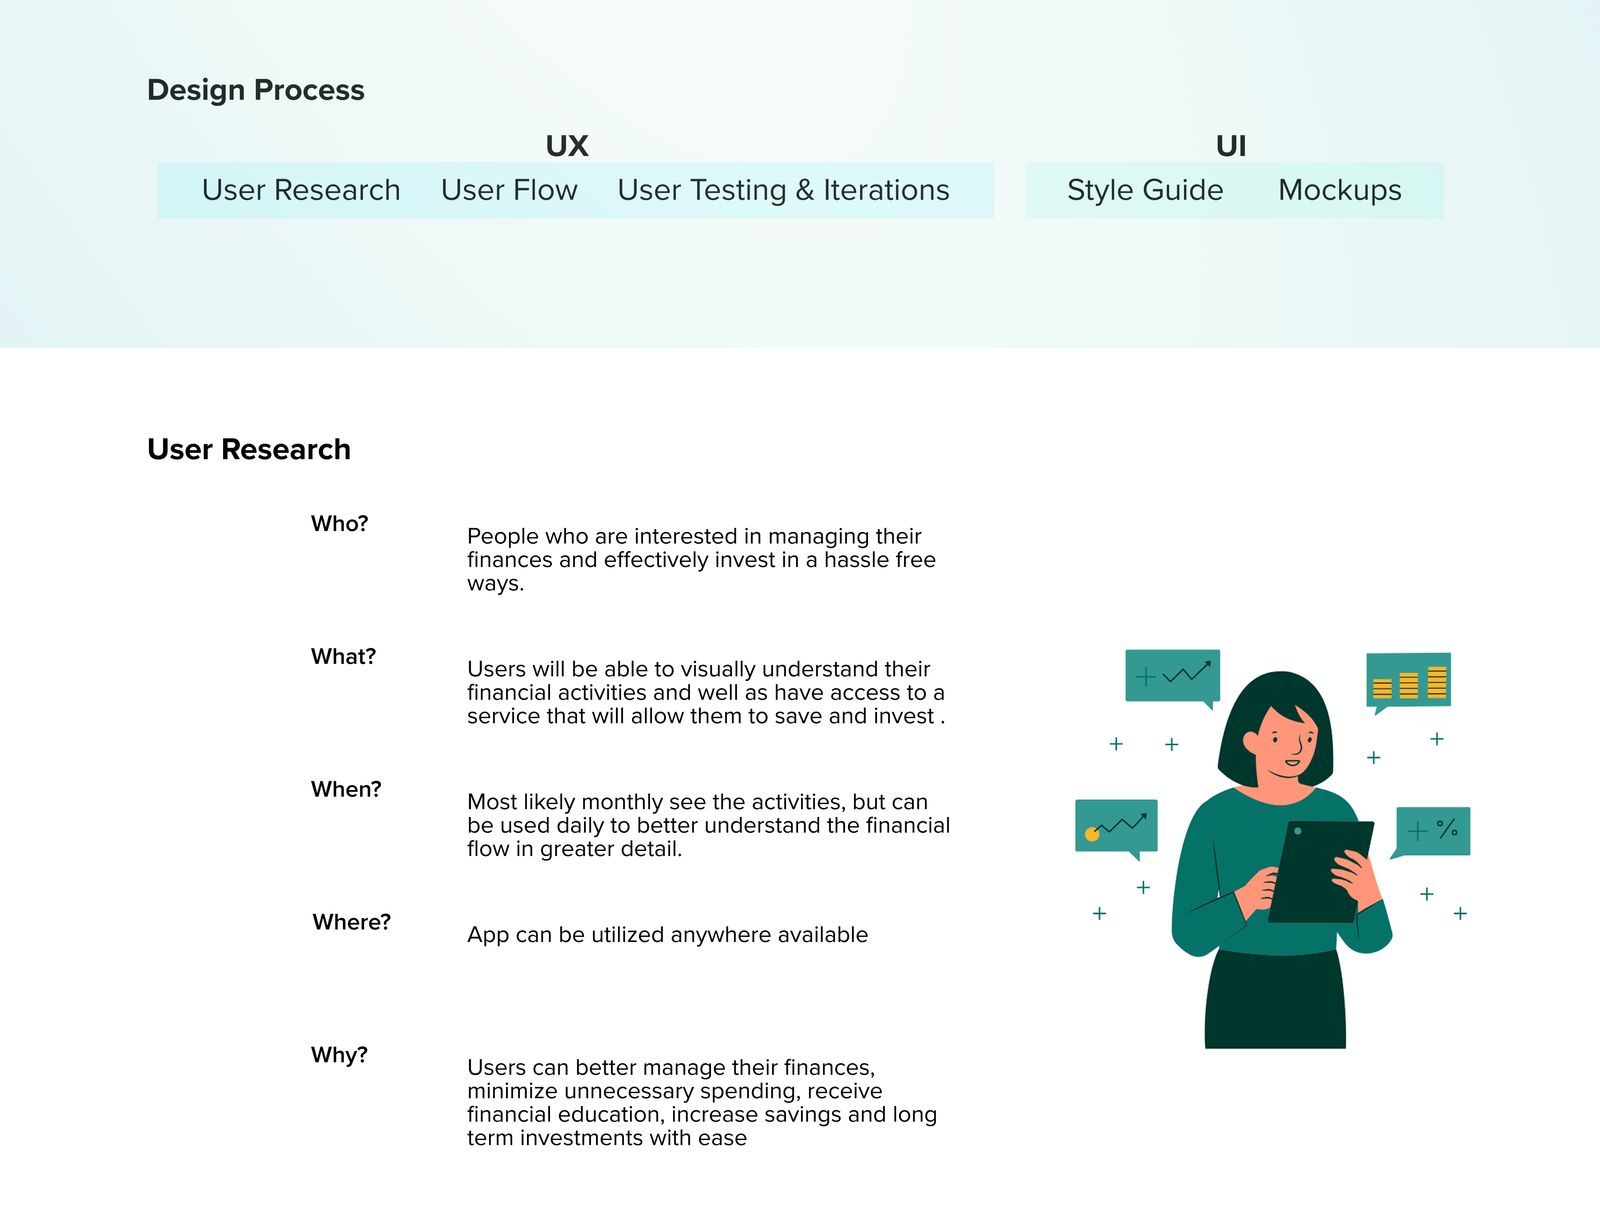 Design Process
UX
User Research User Flow User Testing & Iterations
UI
Style Guide Mockups
User Research
Who?
People who are interested in managing their
finances and effectively invest in a hassle free
ways.
What?
Users will be able to visually understand their
financial activities and well as have access to a
service that will allow them to save and invest .
When?
Most likely monthly see the activities, but can
be used daily to better understand the financial
flow in greater detail.
Where?
App can be utilized anywhere available
Why?
Users can better manage their finances,
minimize unnecessary spending, receive
financial education, increase savings and long
term investments with ease
+
+ %